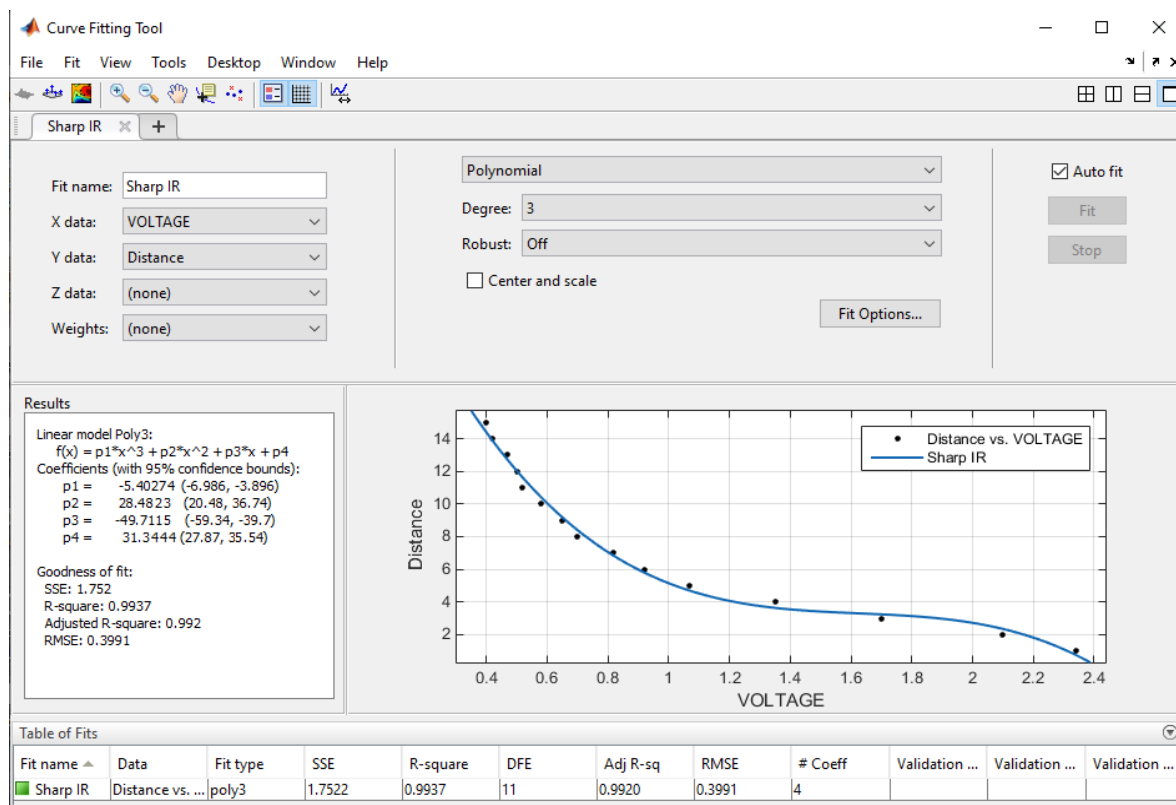 Curve Fitting Tool
File Fit View Tools Desktop Window Help
Sharp IR
Fit name: Sharp IR
X data: VOLTAGE
Y data: Distance
Z data: (none)
Weights: (none)
Polynomial
Degree: 3
Robust: Off
Center and scale
Fit Options...
Auto fit
Fit
Stop
Results
Linear model Poly3:
f(x) = p1*x^3 + p2*x^2 + p3*x + p4
Coefficients (with 95% confidence bounds):
p1 = -5.40274 (-6.986, -3.896)
p2 = 28.4823 (20.48, 36.74)
p3 = -49.7115 (-59.34, -39.7)
p4 = 31.3444 (27.87, 35.54)
Goodness of fit:
SSE: 1.752
R-square: 0.9937
Adjusted R-square: 0.992
RMSE: 0.3991
Distance
14
12
10
8
6
4
2
Distance vs. VOLTAGE
Sharp IR
0.4 0.6 0.8 1 1.2 1.4 1.6 1.8 2 2.2 2.4
VOLTAGE
Table of Fits
Fit name Data Fit type SSE R-square DFE Adj R-sq RMSE # Coeff Validation ... Validation ... Validation ...
Sharp IR Distance vs. ... poly3 1.7522 0.9937 11 0.9920 0.3991 4